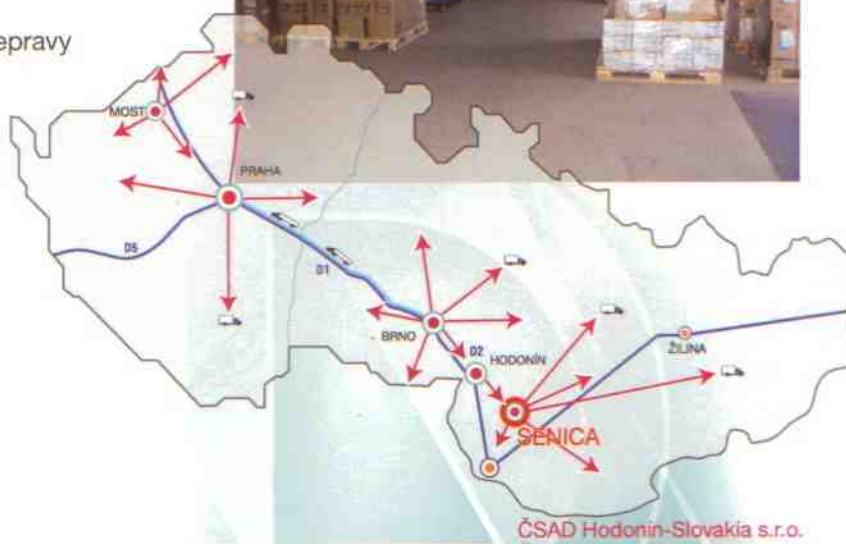 epravy
MOST
PRAHA
D5
D1
BRNO
D2
HODONÍN
ŽILINA
SENICA
ČSAD Hodonín-Slovakia s.r.o.